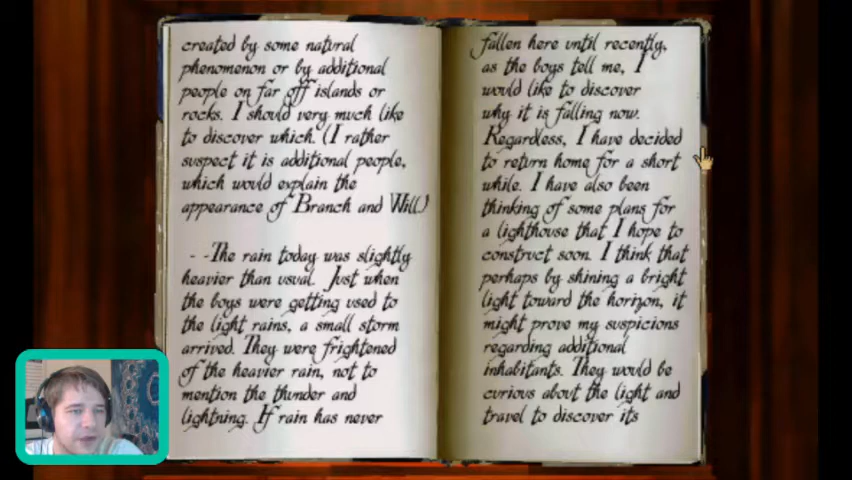 created by some natural
phenomenon or by additional
people on far off islands or
rocks. I should very much like
to discover which. (I rather
suspect it is additional people,
which would explain the
appearance of Branch and Will)
- -The rain today was slightly
heavier than usual. Just when
the boys were getting used to
the light rains, a small storm
arrived. They were frightened
of the heavier rain, not to
mention the thunder and
lightning. If rain has never
fallen here until recently,
as the boys tell me, I
would like to discover
why it is falling now.
Regardless, I have decided
to return home for a short
while. I have also been
thinking of some plans for
a lighthouse that I hope to
construct soon. I think that
perhaps by shining a bright
light toward the horizon, it
might prove my suspicions
regarding additional
inhabitants. They would be
curious about the light and
travel to discover its